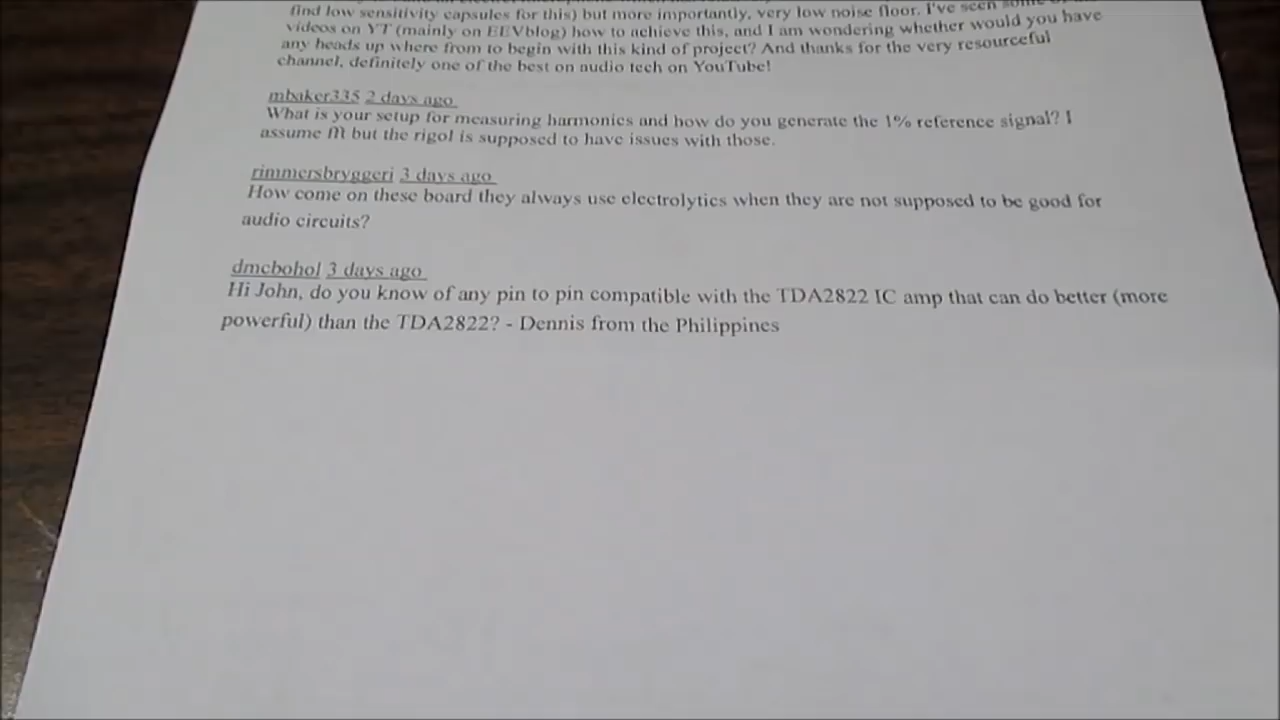 find low sensitivity capsules for this) but more importantly, very low noise floor. I've seen some of
videos on YT (mainly on EEVblog) how to achieve this, and I am wondering whether would you have
any heads up where from to begin with this kind of project? And thanks for the very resourceful
channel, definitely one of the best on audio tech on YouTube!
mbaker335 2 days ago
What is your setup for measuring harmonics and how do you generate the 1% reference signal? I
assume fft but the rigol is supposed to have issues with those.
rimmersbryggeri 3 days ago
How come on these board they always use electrolytics when they are not supposed to be good for
audio circuits?
dmcbohol 3 days ago
Hi John, do you know of any pin to pin compatible with the TDA2822 IC amp that can do better (more
powerful) than the TDA2822? - Dennis from the Philippines